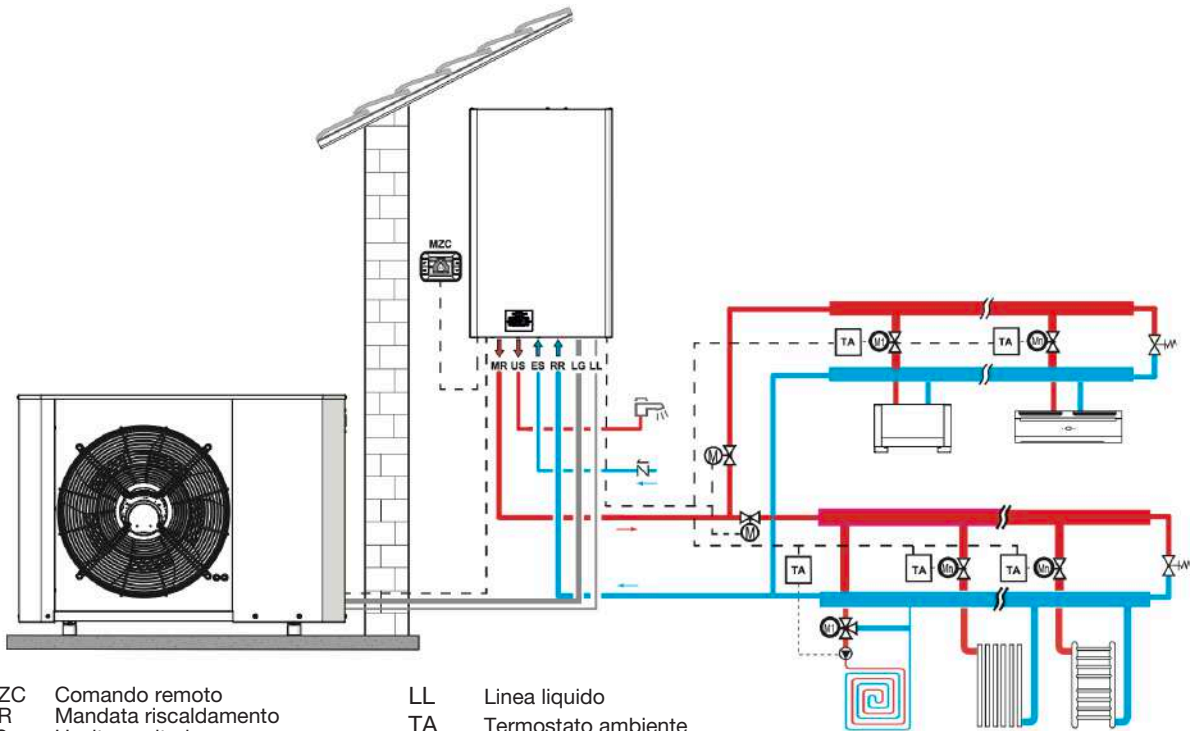 MZC
MR US ES RR LG LL
TA M1 TA Mn
M
M
TA TA Mn TA Mn
M1
ZC Comando remoto
R Mandata riscaldamento
LL Linea liquido
TA Termostato ambiente